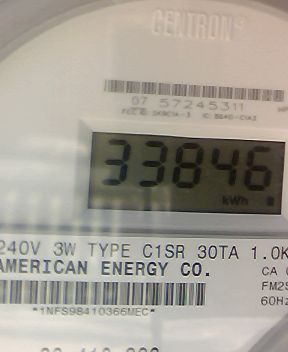 CENTRON®
07 57245311
33846
kWh
240V 3W TYPE C1SR 30TA 1.0K
AMERICAN ENERGY CO.
CA
FM2S
60Hz
*1NFS98410366MEC*